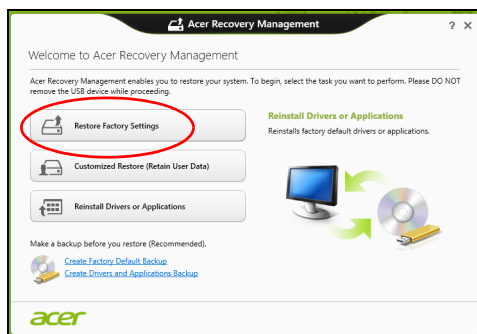 Acer Recovery Management
? X
Welcome to Acer Recovery Management
Acer Recovery Management enables you to restore your system. To begin, select the task you want to perform. Please DO NOT
remove the USB device while proceeding.
Restore Factory Settings
Customized Restore (Retain User Data)
Reinstall Drivers or Applications
Reinstall Drivers or Applications
Reinstalls factory default drivers or applications.
Make a backup before you restore (Recommended).
Create Factory Default Backup
Create Drivers and Applications Backup
acer